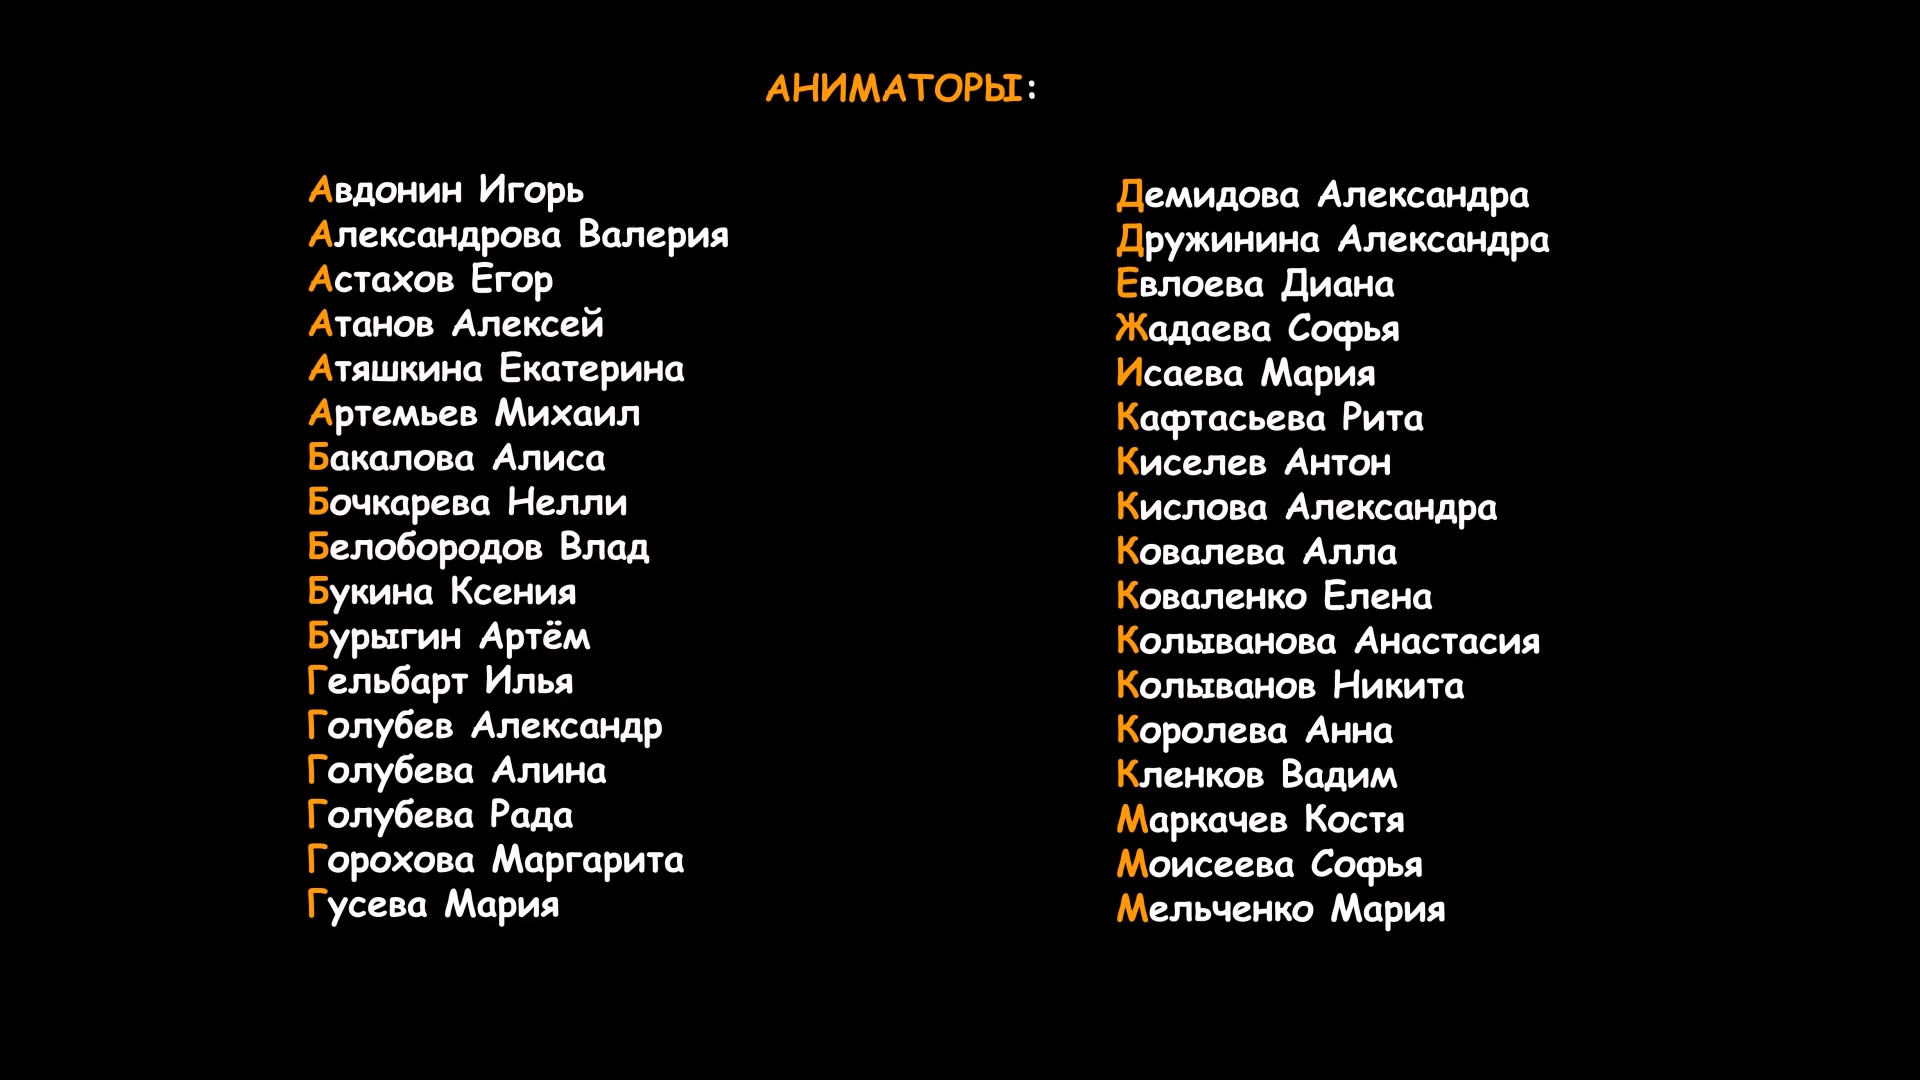 АНИМАТОРЫ:
Авдонин Игорь
Александрова Валерия
Астахов Егор
Атанов Алексей
Атяшкина Екатерина
Артемьев Михаил
Бакалова Алиса
Бочкарева Нелли
Белобородов Влад
Букина Ксения
Бурыгин Артём
Гельбарт Илья
Голубев Александр
Голубева Алина
Голубева Рада
Горохова Маргарита
Гусева Мария
Демидова Александра
Дружинина Александра
Евлоева Диана
Жадаева Софья
Исаева Мария
Кафтасьева Рита
Киселев Антон
Кислова Александра
Ковалева Алла
Коваленко Елена
Колыванова Анастасия
Колыванов Никита
Королева Анна
Кленков Вадим
Маркачев Костя
Моисеева Софья
Мельченко Мария